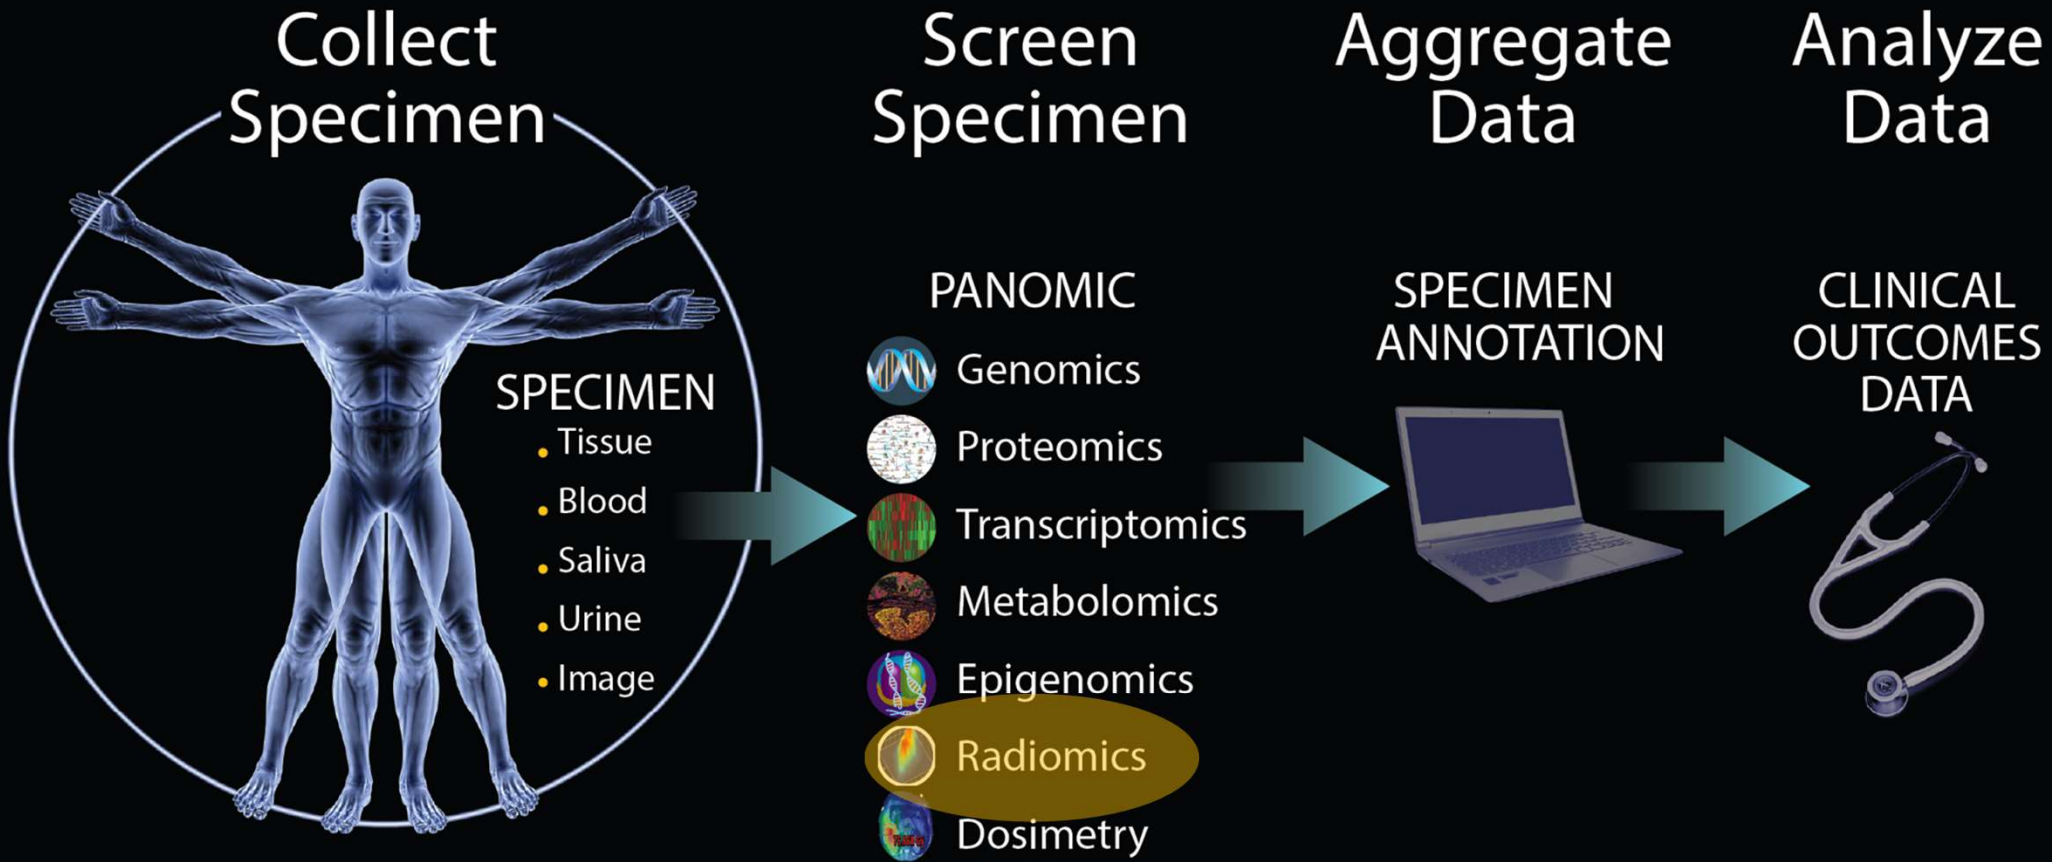 Collect
Specimen
SPECIMEN
• Tissue
• Blood
• Saliva
• Urine
• Image
Screen
Specimen
PANOMIC
Genomics
Proteomics
Transcriptomics
Metabolomics
Epigenomics
Radiomics
Dosimetry
Aggregate
Data
SPECIMEN
ANNOTATION
Analyze
Data
CLINICAL
OUTCOMES
DATA